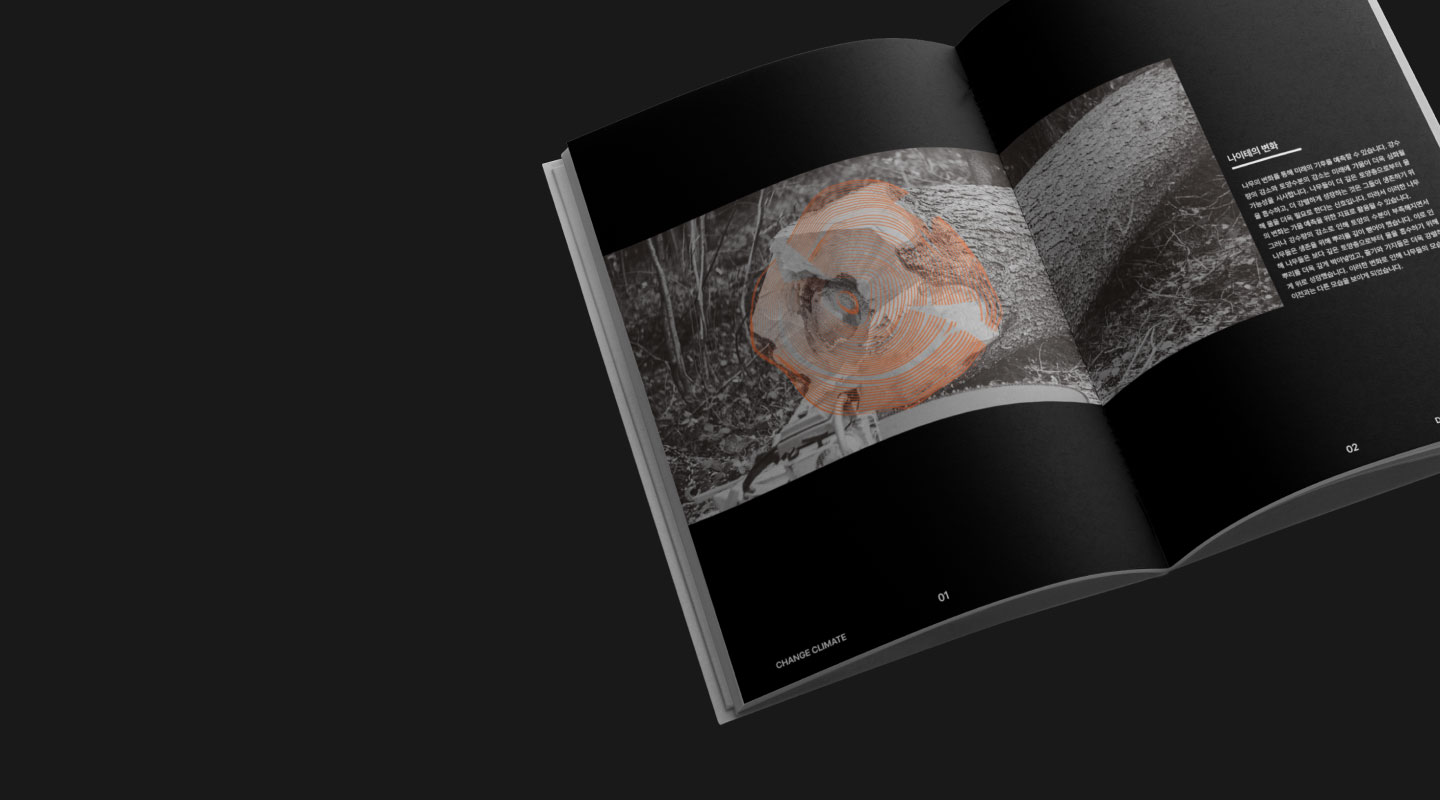 CHANGE CLIMATE
01
나이테의 변화
나무의 변화를 통해 미래의 기후를 예측할 수 있습니다. 강수
량의 감소와 토양수분의 감소는 미래에 가뭄이 더욱 심화될
가능성을 시사합니다. 나무들이 더 깊은 토양층으로부터 물
을 흡수하고, 더 강렬하게 성장하는 것은 그들이 생존하기 위
해 물을 더욱 필요로 한다는 신호입니다. 따라서 이러한 나무
의 변화는 가뭄 예측을 위한 지표로 활용될 수 있습니다.
그러나 강수량의 감소로 인해 토양의 수분이 부족해지면서
나무들은 생존을 위해 뿌리를 깊이 뻗어야 했습니다. 이로 인
해 나무들은 보다 깊은 토양층으로부터 물을 흡수하기 위해
뿌리를 더욱 깊게 박아넣었고, 줄기와 가지들은 더욱 강렬
게 위로 성장했습니다. 이러한 변화로 인해 나무들의 모습
이전과는 다른 모습을 보이게 되었습니다.
02
D